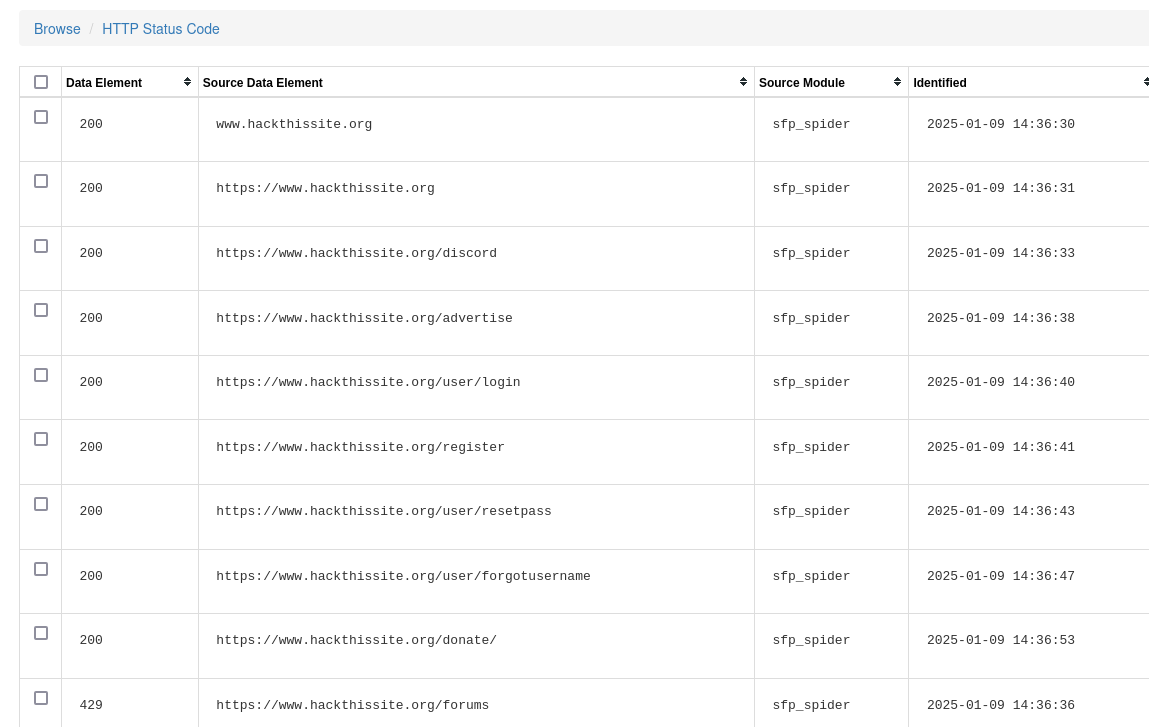 Browse / HTTP Status Code
Data Element Source Data Element Source Module Identified
200 www.hackthissite.org sfp_spider 2025-01-09 14:36:30
200 https://www.hackthissite.org sfp_spider 2025-01-09 14:36:31
200 https://www.hackthissite.org/discord sfp_spider 2025-01-09 14:36:33
200 https://www.hackthissite.org/advertise sfp_spider 2025-01-09 14:36:38
200 https://www.hackthissite.org/user/login sfp_spider 2025-01-09 14:36:40
200 https://www.hackthissite.org/register sfp_spider 2025-01-09 14:36:41
200 https://www.hackthissite.org/user/resetpass sfp_spider 2025-01-09 14:36:43
200 https://www.hackthissite.org/user/forgotusername sfp_spider 2025-01-09 14:36:47
200 https://www.hackthissite.org/donate/ sfp_spider 2025-01-09 14:36:53
429 https://www.hackthissite.org/forums sfp_spider 2025-01-09 14:36:36